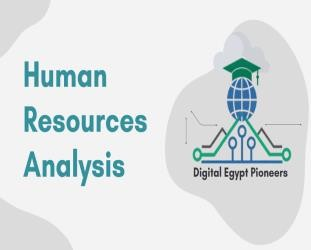 Human
Resources
Analysis
Digital Egypt Pioneers